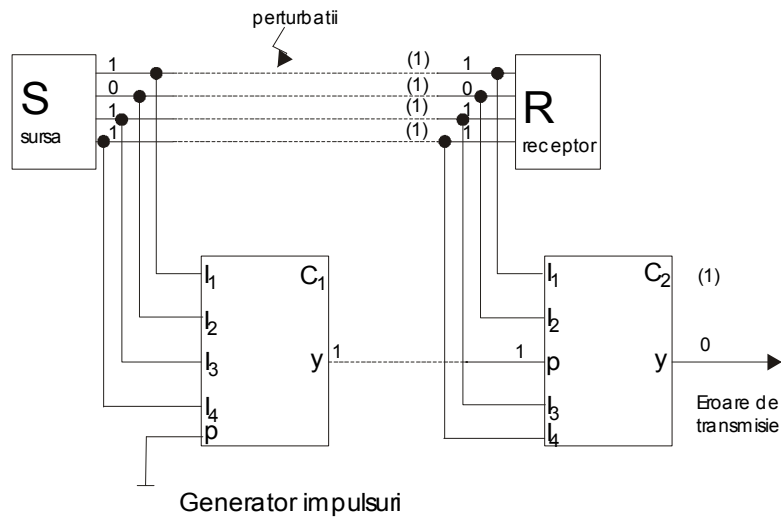 perturbatii
1 (1) 1
S 0 (1) 0 R
1 (1) 1
sursa 1 (1) 1 receptor
I1 C1 I1 C2 (1)
I2 I2
I3 y 1 1 p y 0
I4 I3 Eroare de
p I4 transmisie
Generator impulsuri